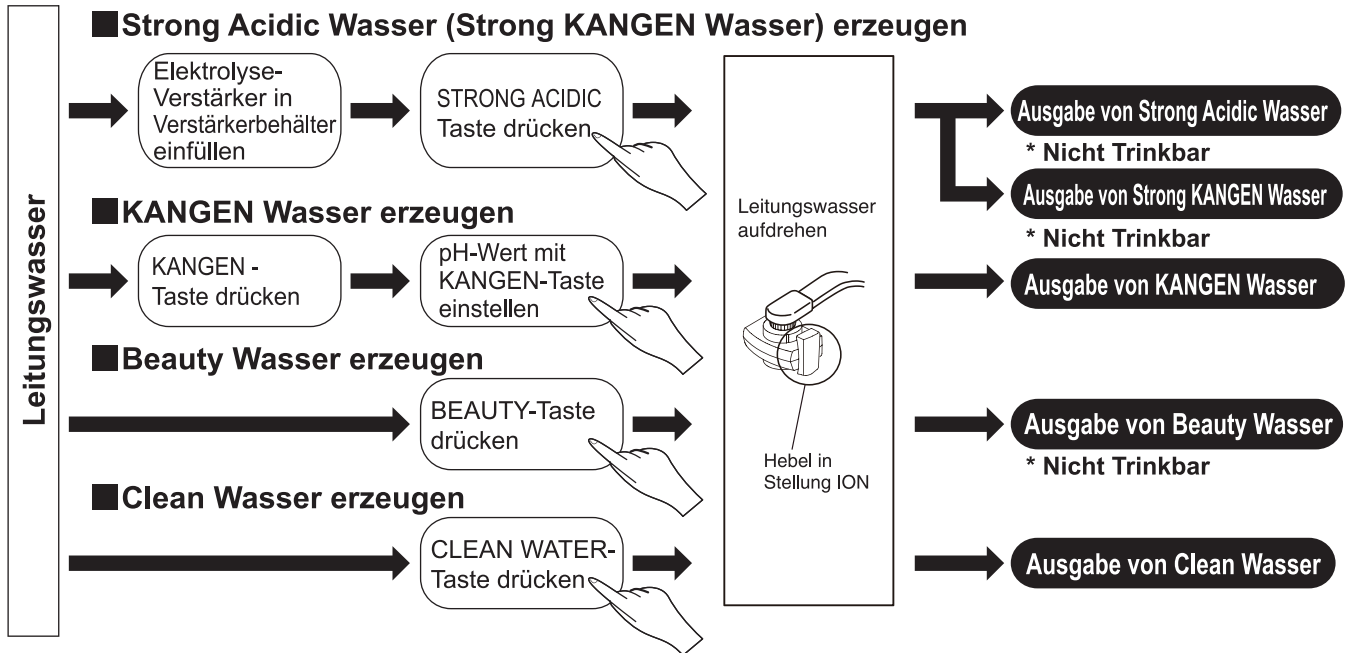 Leitungswasser
■Strong Acidic Wasser (Strong KANGEN Wasser) erzeugen
Elektrolyse-
Verstärker in
Verstärkerbehälter
einfüllen
STRONG ACIDIC
Taste drücken
■KANGEN Wasser erzeugen
KANGEN -
Taste drücken
pH-Wert mit
KANGEN-Taste
einstellen
■Beauty Wasser erzeugen
BEAUTY-Taste
drücken
■Clean Wasser erzeugen
CLEAN WATER-
Taste drücken
Leitungswasser
aufdrehen
Hebel in
Stellung ION
Ausgabe von Strong Acidic Wasser
* Nicht Trinkbar
Ausgabe von Strong KANGEN Wasser
* Nicht Trinkbar
Ausgabe von KANGEN Wasser
Ausgabe von Beauty Wasser
* Nicht Trinkbar
Ausgabe von Clean Wasser